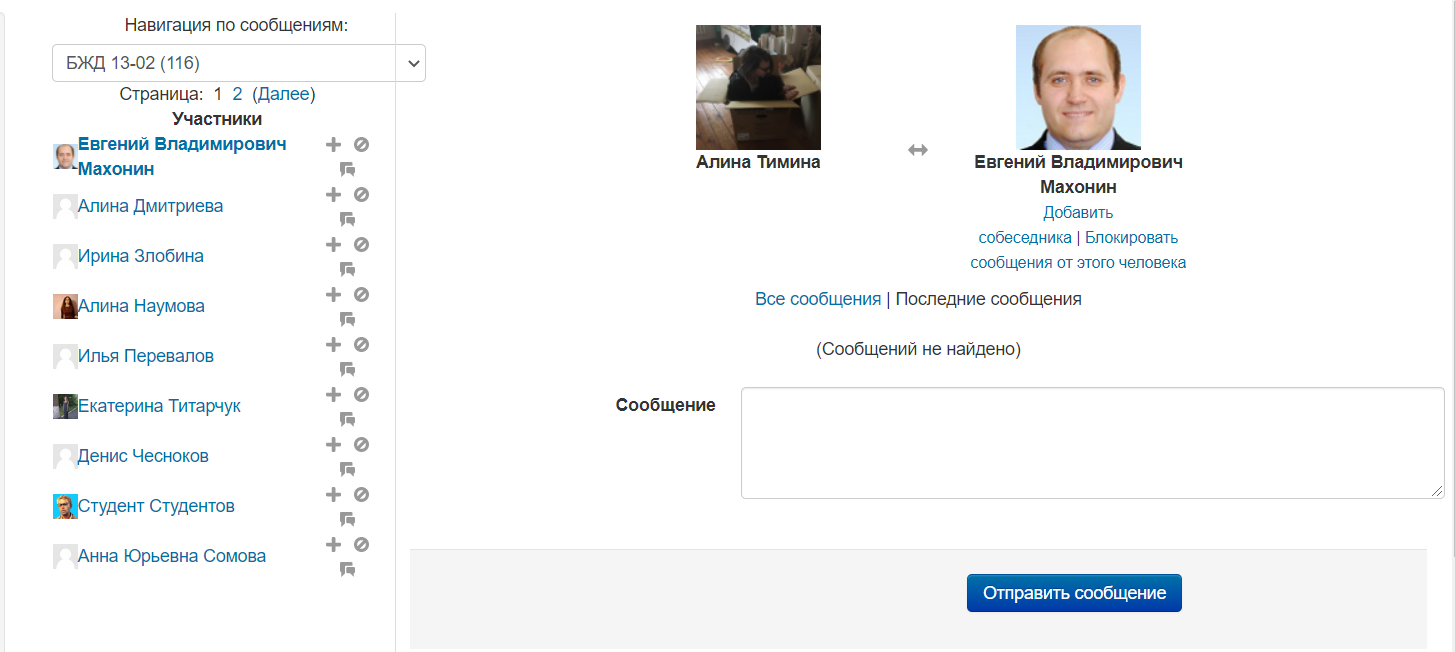 Навигация по сообщениям:
БЖД 13-02 (116)
Страница: 1 2 (Далее)
Участники
Евгений Владимирович
Махонин
Алина Дмитриева
Ирина Злобина
Алина Наумова
Илья Перевалов
Екатерина Титарчук
Денис Чесноков
Студент Студентов
Анна Юрьевна Сомова
Алина Тимина
Евгений Владимирович
Махонин
Добавить
собеседника | Блокировать
сообщения от этого человека
Все сообщения | Последние сообщения
(Сообщений не найдено)
Сообщение
Отправить сообщение